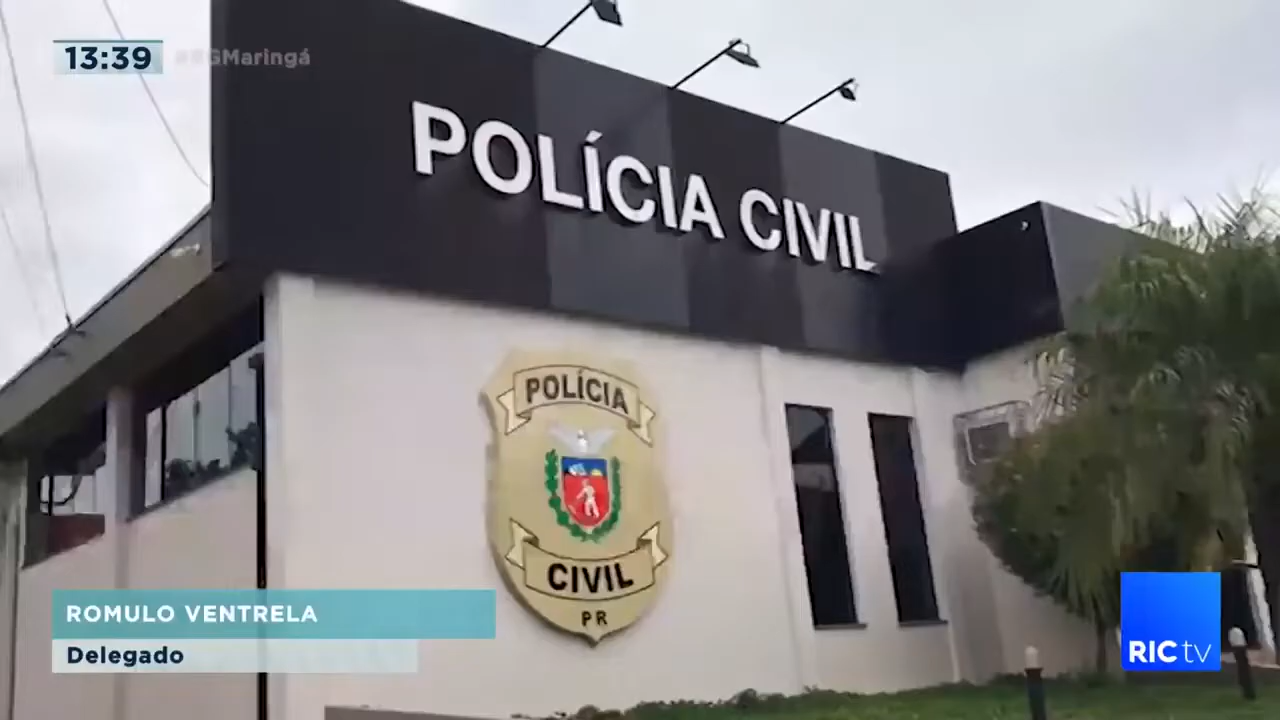 13:39
#RGMaringá
POLÍCIA CIVIL
POLÍCIA
CIVIL
PR
ROMULO VENTRELA
Delegado
RIC tv